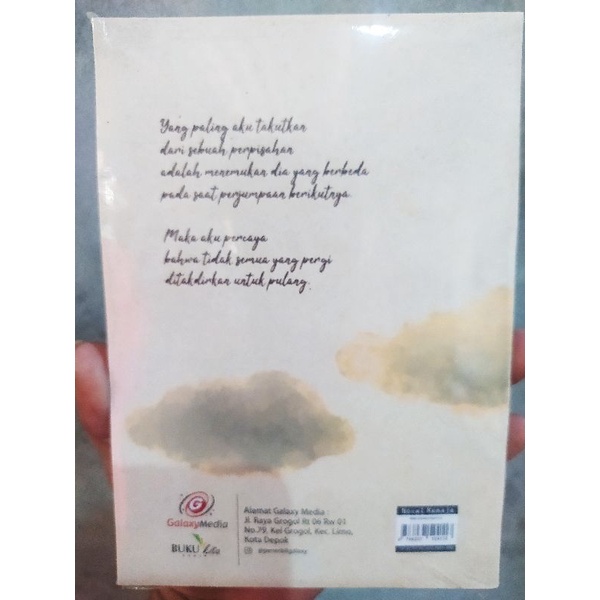 Yang paling aku takutkan
dari sebuah perpisahan
adalah menemukan dia yang berbeda
pada saat perjumpaan berikutnya.
Maka aku percaya
bahwa tidak semua yang pergi
ditakdirkan untuk pulang.
GalaxyMedia
BUKU
Alamat Galaxy Media :
Jl. Raya Grogol Rt 06 Rw 01
No.79, Kel Grogol, Kec. Limo,
Kota Depok
@penerbitgalaxy
Novel Remaja